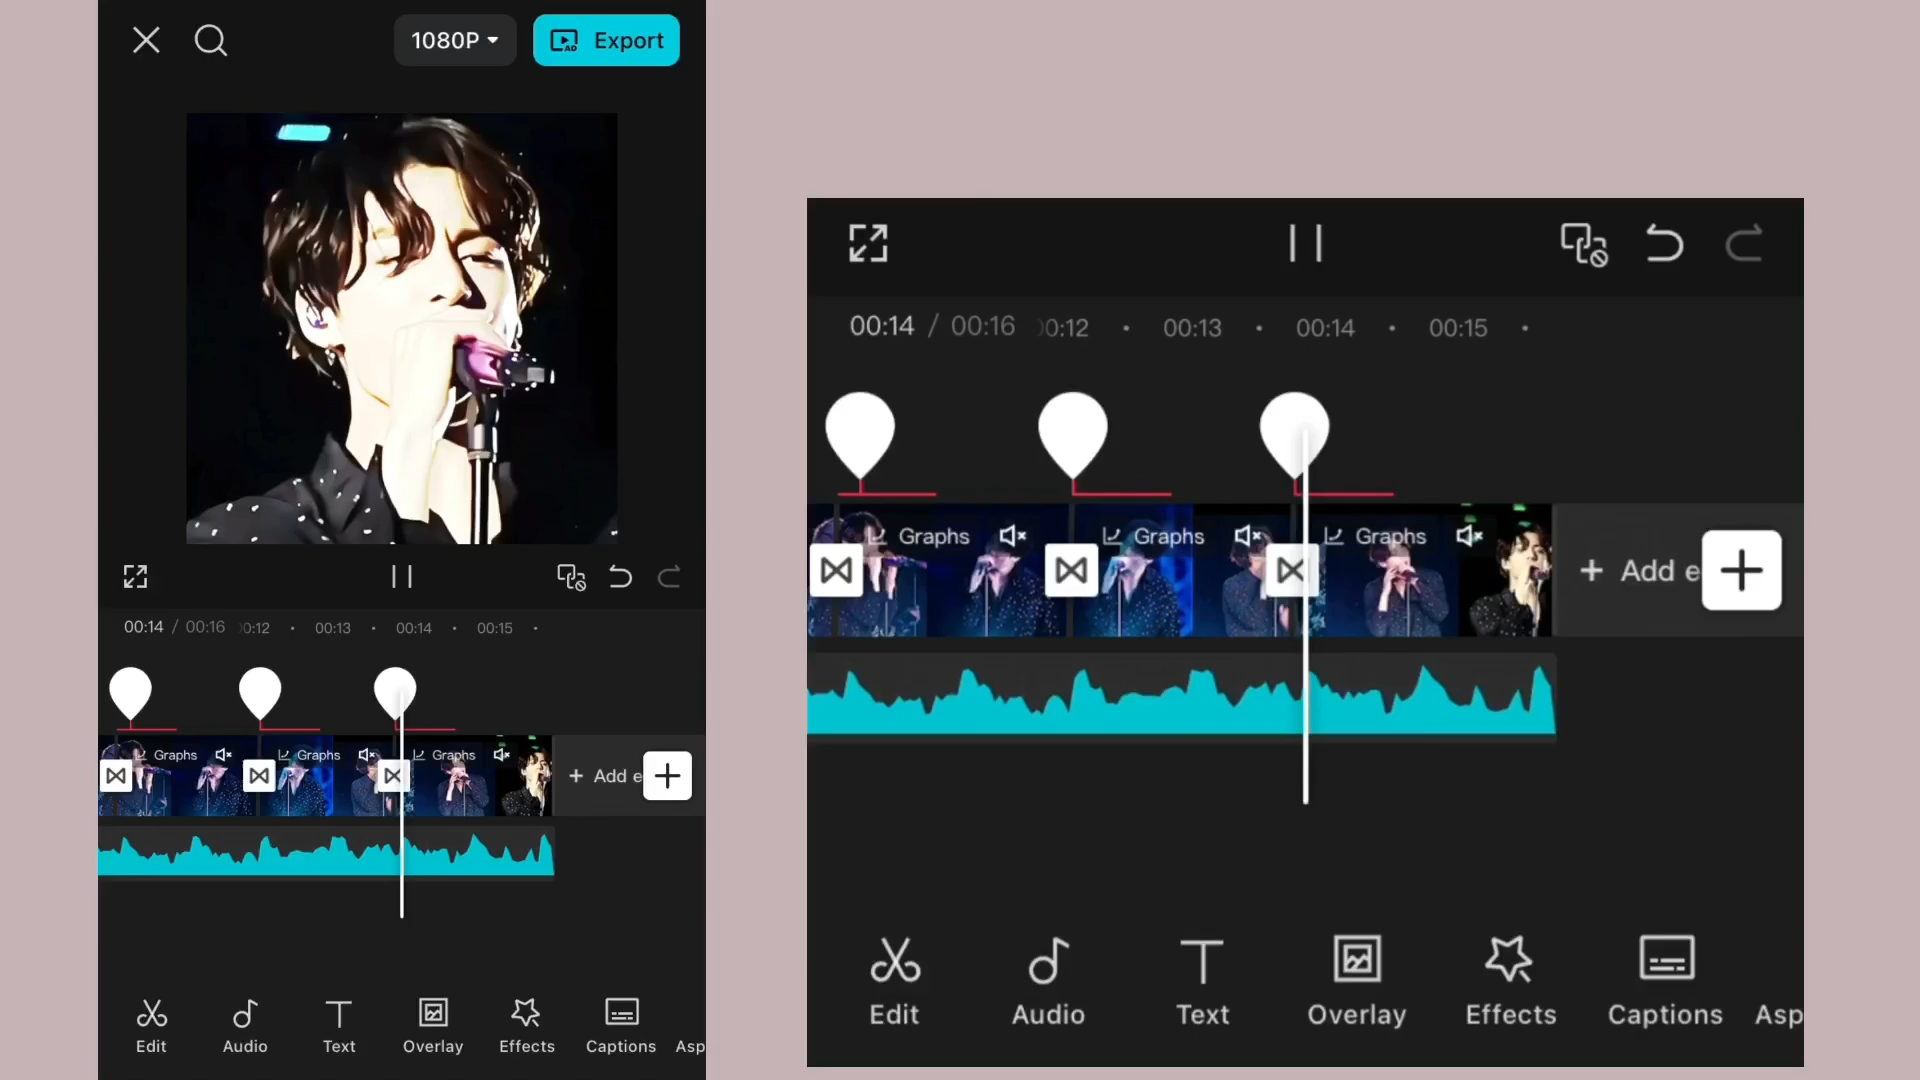 1080P
AD Export
00:14 / 00:16 0:12 00:13 00:14 00:15
Graphs Graphs Graphs
+ Add e
Edit Audio Text Overlay Effects Captions Asp
00:14 / 00:16 0:12 00:13 00:14 00:15
Graphs Graphs Graphs
+ Add e
Edit Audio Text Overlay Effects Captions Asp